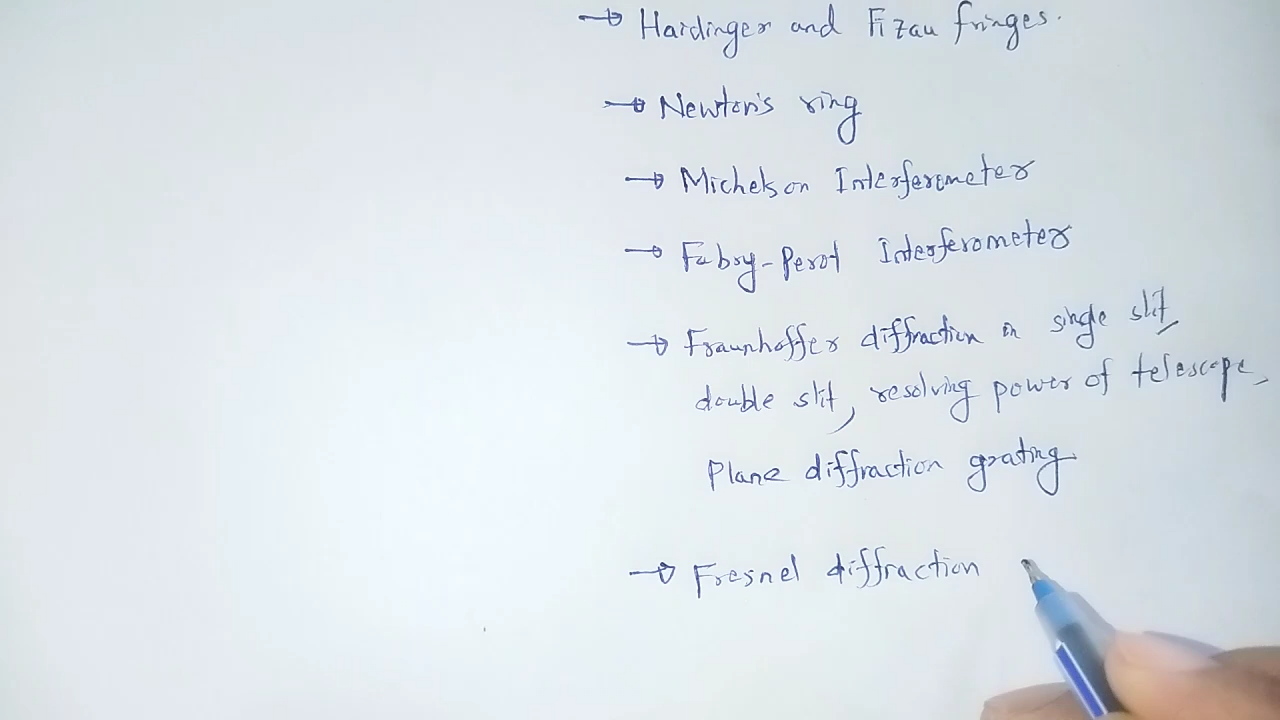 → Haidinger and Fizau fringes.
→ Newton's ring
→ Michelson Interferometer
→ Fabry-Perot Interferometer
→ Fraunhoffer diffraction in single slit,
double slit, resolving power of telescope,
Plane diffraction grating.
→ Fresnel diffraction